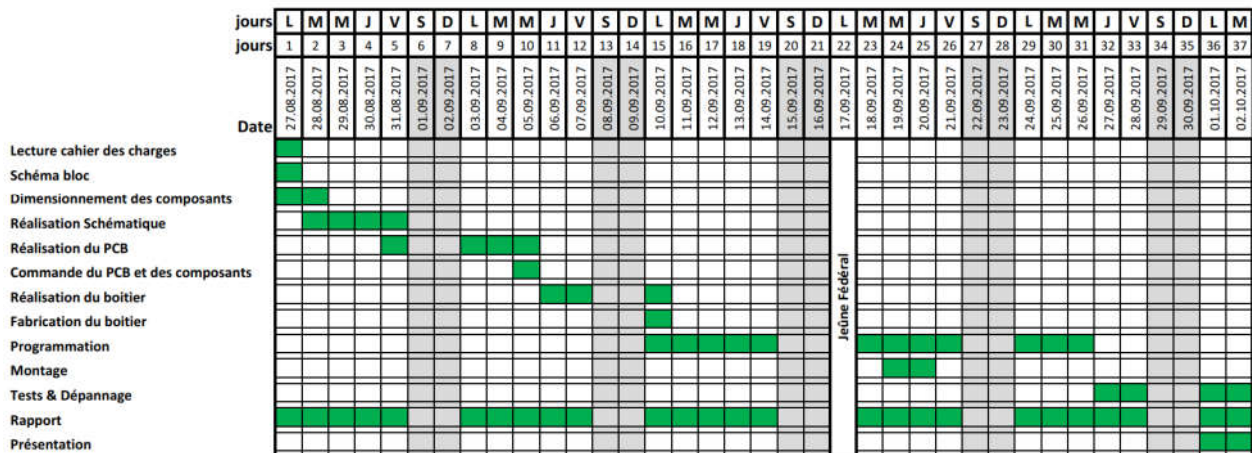 jours L M M J V S D L M M J V S D L M M J V S D L M M J V S D L M M J V S D L M
jours 1 2 3 4 5 6 7 8 9 10 11 12 13 14 15 16 17 18 19 20 21 22 23 24 25 26 27 28 29 30 31 32 33 34 35 36 37
Date 27.08.2017 28.08.2017 29.08.2017 30.08.2017 31.08.2017 01.09.2017 02.09.2017 03.09.2017 04.09.2017 05.09.2017 06.09.2017 07.09.2017 08.09.2017 09.09.2017 10.09.2017 11.09.2017 12.09.2017 13.09.2017 14.09.2017 15.09.2017 16.09.2017 17.09.2017 18.09.2017 19.09.2017 20.09.2017 21.09.2017 22.09.2017 23.09.2017 24.09.2017 25.09.2017 26.09.2017 27.09.2017 28.09.2017 29.09.2017 30.09.2017 01.10.2017 02.10.2017
Lecture cahier des charges
Schéma bloc
Dimensionnement des composants
Réalisation Schématique
Réalisation du PCB
Commande du PCB et des composants
Réalisation du boitier
Fabrication du boitier
Programmation
Montage
Tests & Dépannage
Rapport
Présentation
Jeûne Fédéral